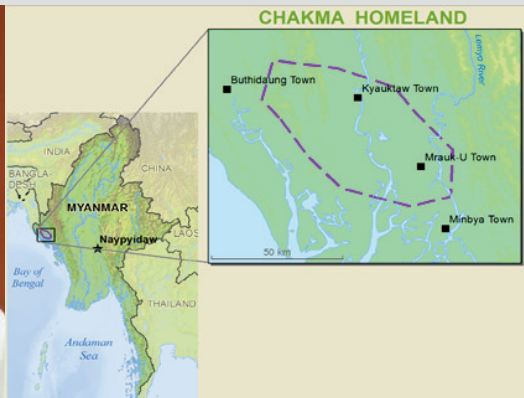 CHAKMA HOMELAND
Lemyo River
Buthidaung Town
Kyauktaw Town
Mrauk-U Town
Minbya Town
50 km
INDIA
CHINA
BANGLA-
DESH
MYANMAR
Naypyidaw
LAOS
Bay of
Bengal
THAILAND
Andaman
Sea